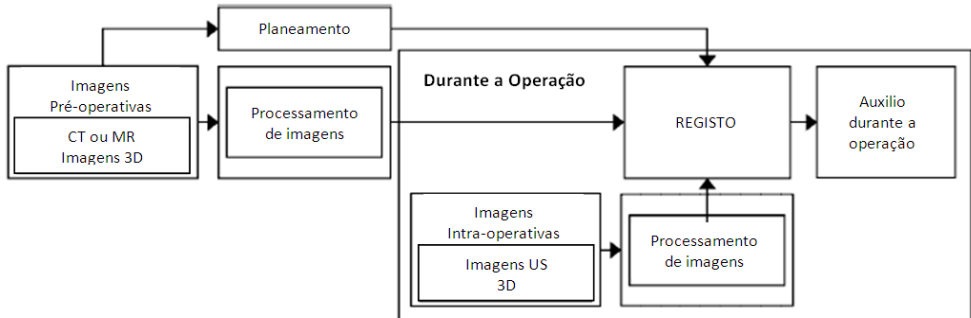 Planeamento
Imagens
Pré-operativas
CT ou MR
Imagens 3D
Processamento
de imagens
Durante a Operação
REGISTO
Auxilio
durante a
operação
Imagens
Intra-operativas
Imagens US
3D
Processamento
de imagens